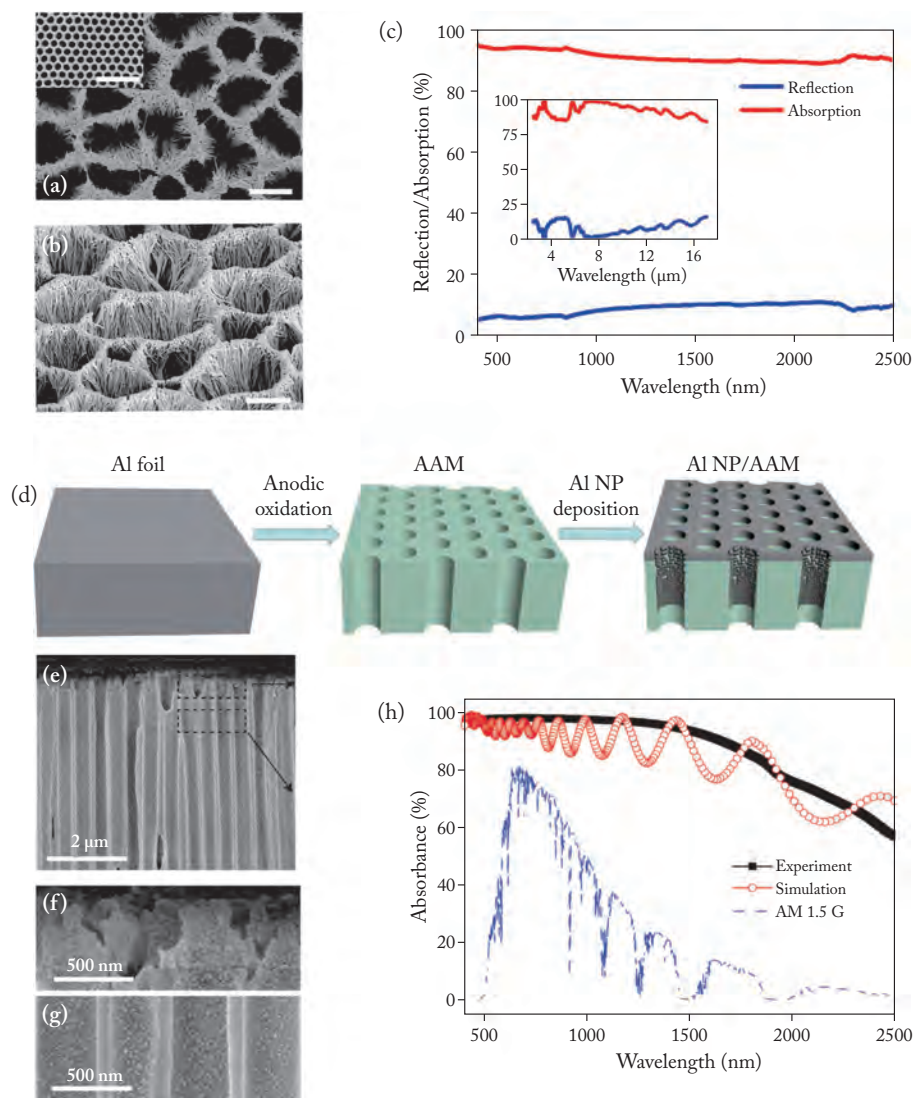 (a)
(b)
(c)
Reflection/Absorption (%)
100
80
60
40
20
0
Reflection
Absorption
100
75
50
25
0
4 8 12 16
Wavelength (μm)
500 1000 1500 2000 2500
Wavelength (nm)
(d)
Al foil
Anodic
oxidation
AAM
Al NP
deposition
Al NP/AAM
(e)
2 μm
(f)
500 nm
(g)
500 nm
(h)
Absorbance (%)
100
80
60
40
20
0
Experiment
Simulation
AM 1.5 G
500 1000 1500 2000 2500
Wavelength (nm)